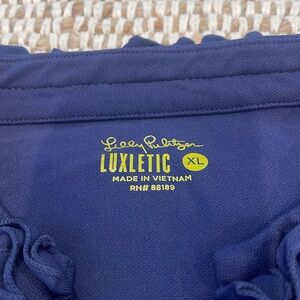 Lilly Pulitzer
LUXLETIC XL
MADE IN VIETNAM
RN# 88189